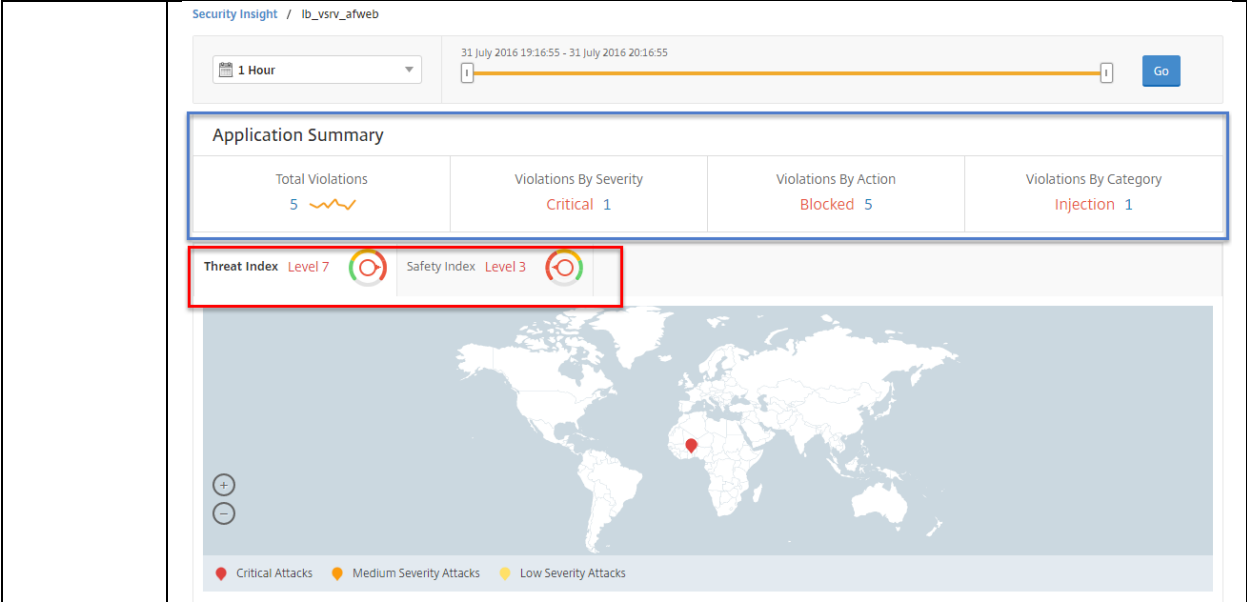 Security Insight / lb_vsrv_afweb
31 July 2016 19:16:55 - 31 July 2016 20:16:55
1 Hour
Go
Application Summary
Total Violations Violations By Severity Violations By Action Violations By Category
5 Critical 1 Blocked 5 Injection 1
Threat Index Level 7 Safety Index Level 3
Critical Attacks Medium Severity Attacks Low Severity Attacks